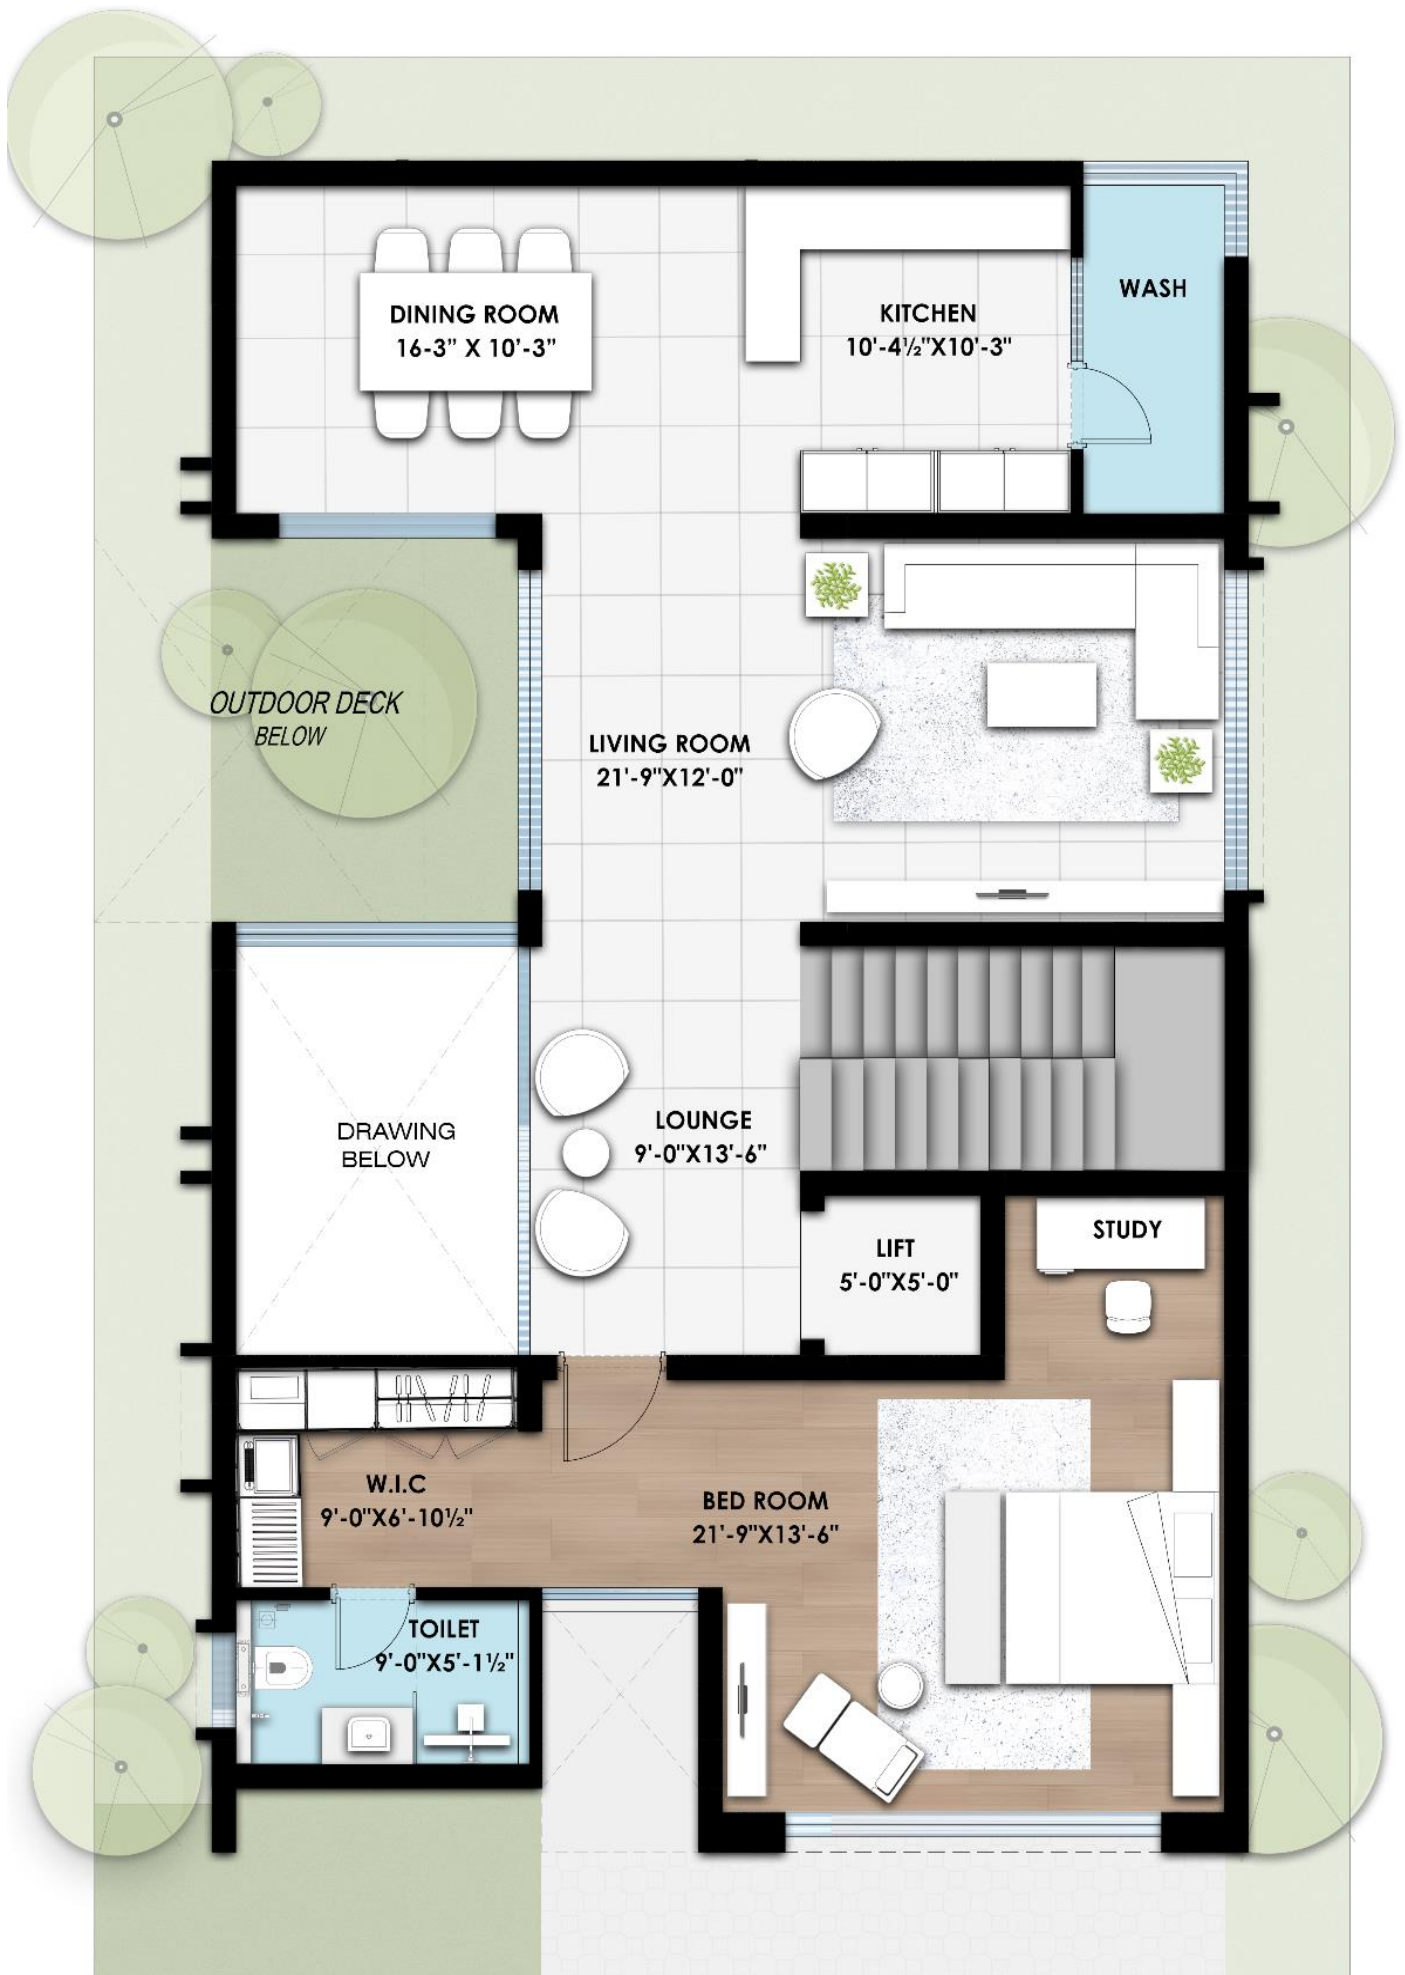 DINING ROOM
16-3” X 10’-3”
KITCHEN
10'-4½"X10'-3"
WASH
OUTDOOR DECK
BELOW
LIVING ROOM
21'-9"X12'-0"
DRAWING
BELOW
LOUNGE
9'-0"X13'-6"
LIFT
5'-0"X5'-0"
STUDY
W.I.C
9'-0"X6'-10½"
BED ROOM
21'-9"X13'-6"
TOILET
9'-0"X5'-1½"